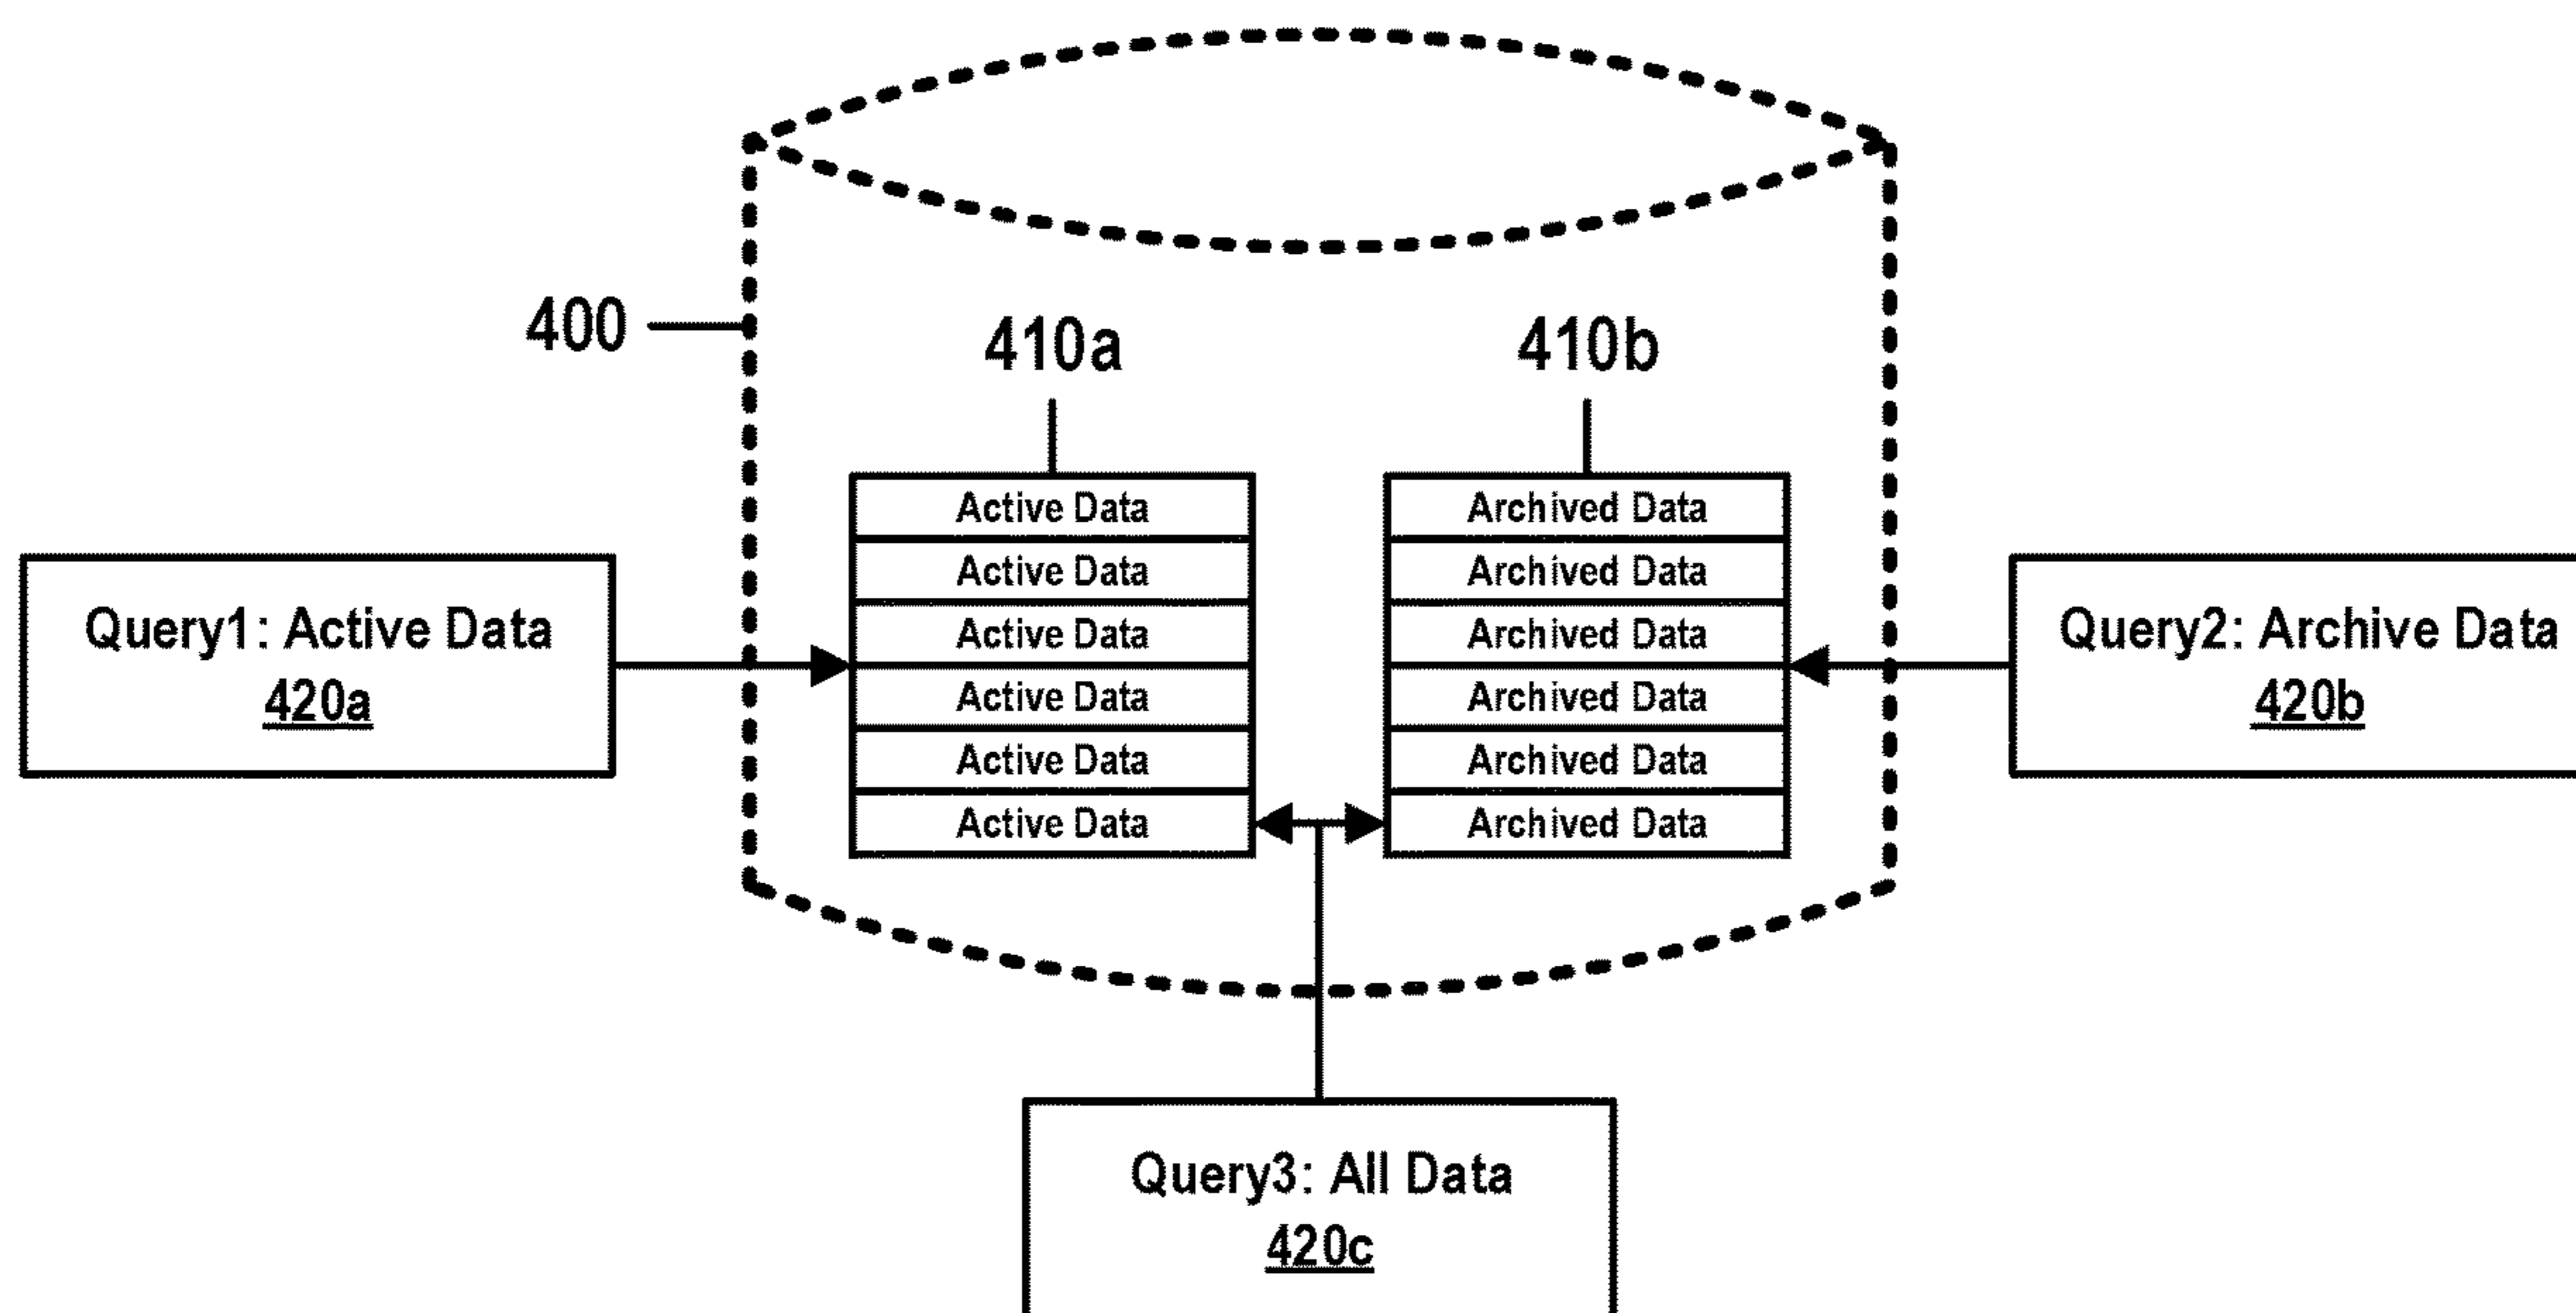 400
410a
410b
Active Data
Active Data
Active Data
Active Data
Active Data
Active Data
Archived Data
Archived Data
Archived Data
Archived Data
Archived Data
Archived Data
Query1: Active Data
420a
Query2: Archive Data
420b
Query3: All Data
420c